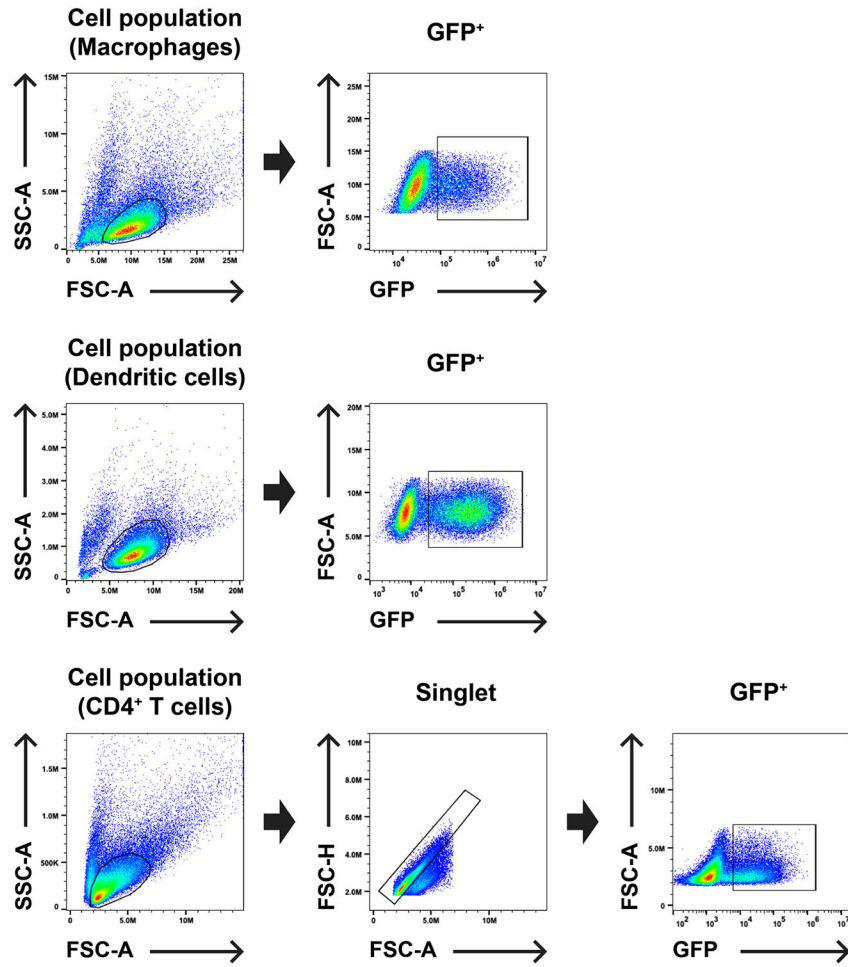 Cell population
(Macrophages)
GFP⁺
15M
10M
5.0M
0
SSC-A
0 5.0M 10M 15M 20M 25M
FSC-A
25M
20M
15M
10M
5.0M
0
FSC-A
10⁴ 10⁵ 10⁶ 10⁷
GFP
Cell population
(Dendritic cells)
GFP⁺
5.0M
4.0M
3.0M
2.0M
1.0M
0
SSC-A
0 5.0M 10M 15M 20M
FSC-A
20M
15M
10M
5.0M
0
FSC-A
10³ 10⁴ 10⁵ 10⁶ 10⁷
GFP
Cell population
(CD4⁺ T cells)
Singlet
GFP⁺
1.5M
1.0M
500K
0
SSC-A
5.0M 10M
FSC-A
10M
8.0M
6.0M
4.0M
2.0M
FSC-H
0 5.0M 10M
FSC-A
10M
5.0M
0
FSC-A
10² 10³ 10⁴ 10⁵ 10⁶
GFP